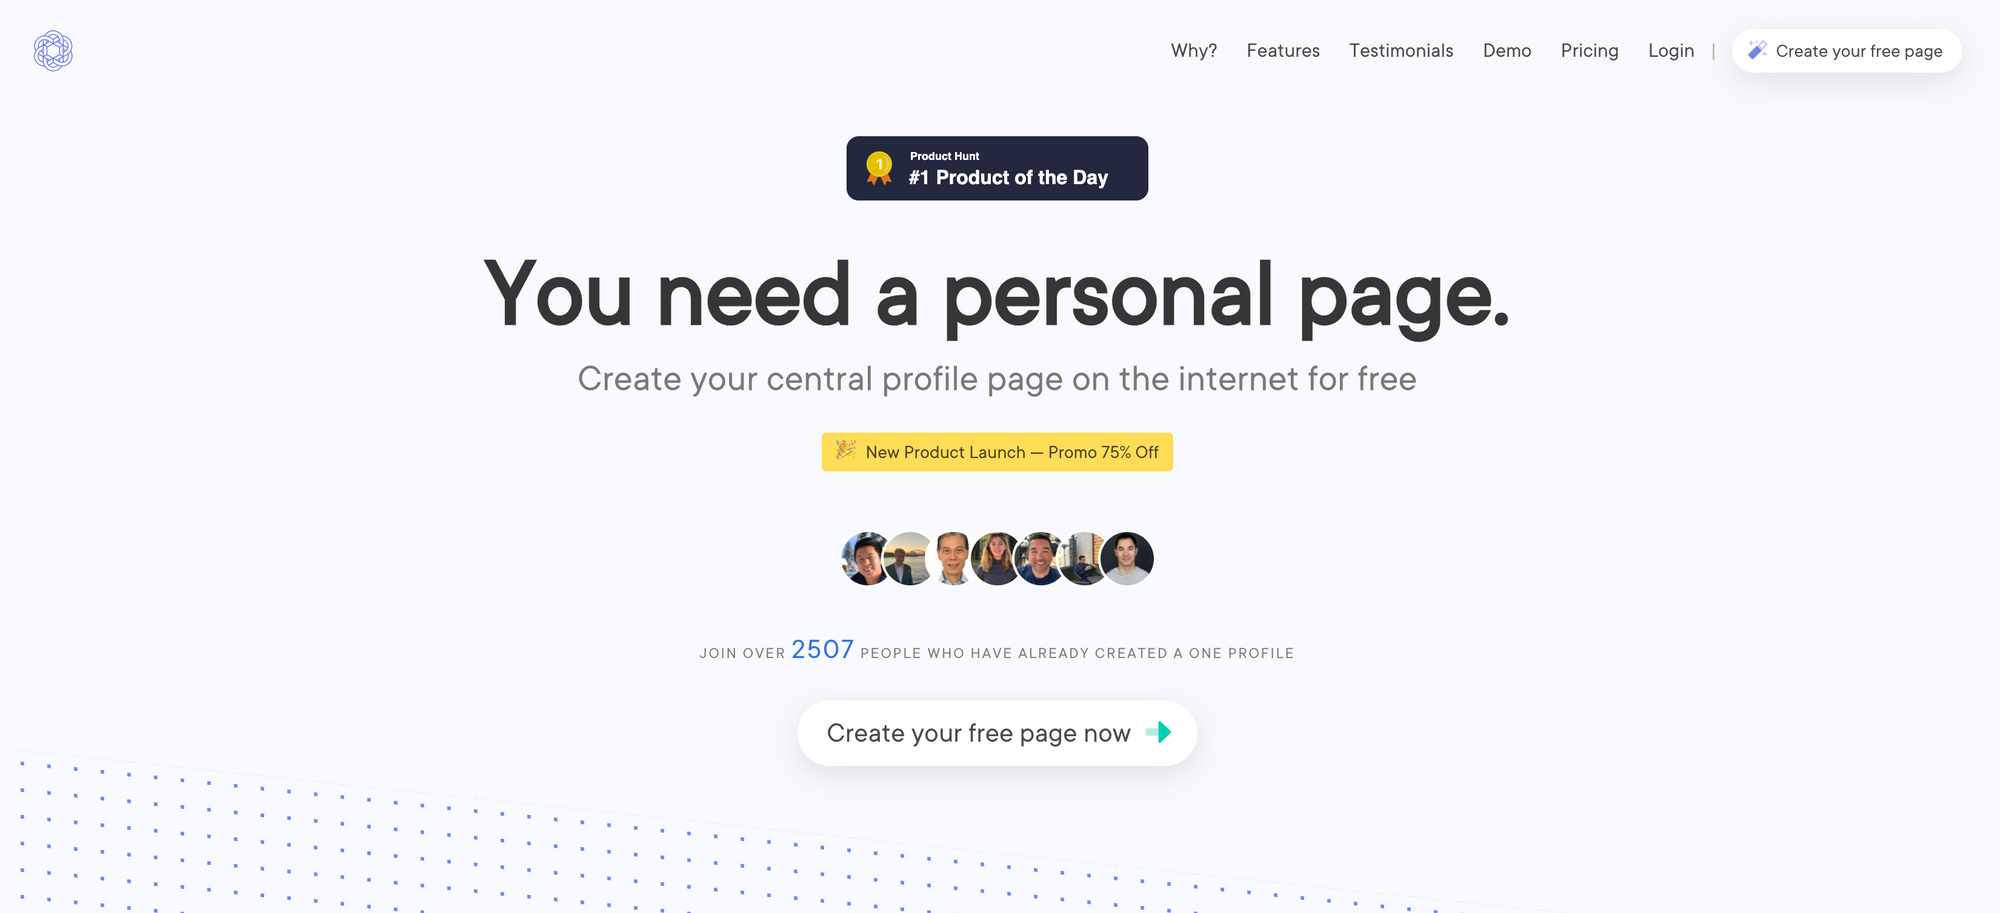 Why? Features Testimonials Demo Pricing Login | Create your free page
Product Hunt
#1 Product of the Day
You need a personal page.
Create your central profile page on the internet for free
New Product Launch — Promo 75% Off
JOIN OVER 2507 PEOPLE WHO HAVE ALREADY CREATED A ONE PROFILE
Create your free page now